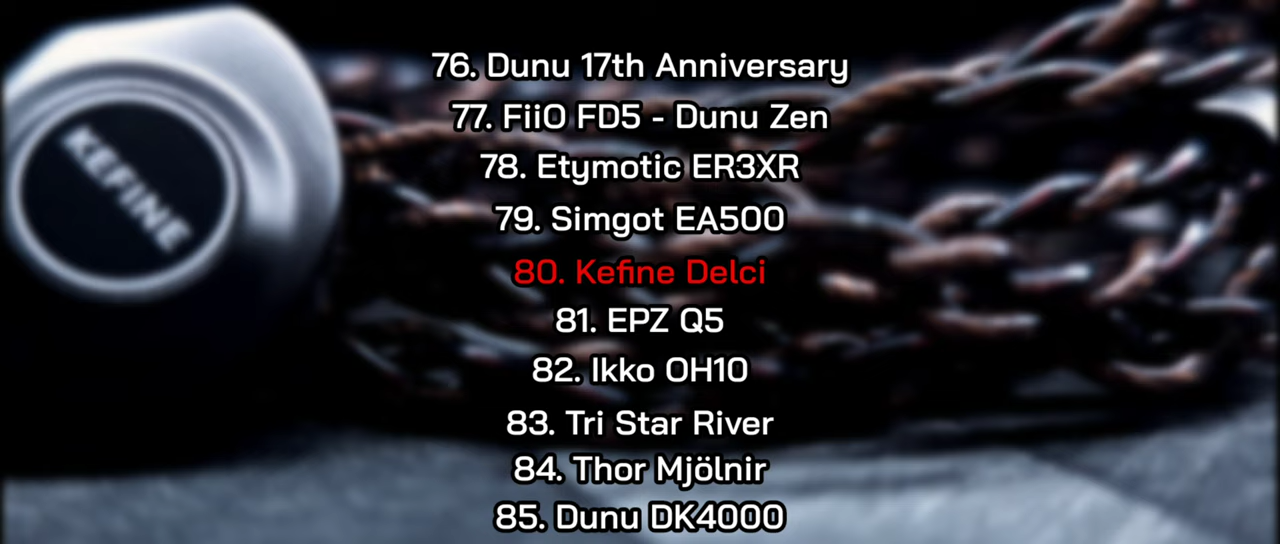 KEFINE
76. Dunu 17th Anniversary
77. FiiO FD5 - Dunu Zen
78. Etymotic ER3XR
79. Simgot EA500
80. Kefine Delci
81. EPZ Q5
82. Ikko OH10
83. Tri Star River
84. Thor Mjölnir
85. Dunu DK4000